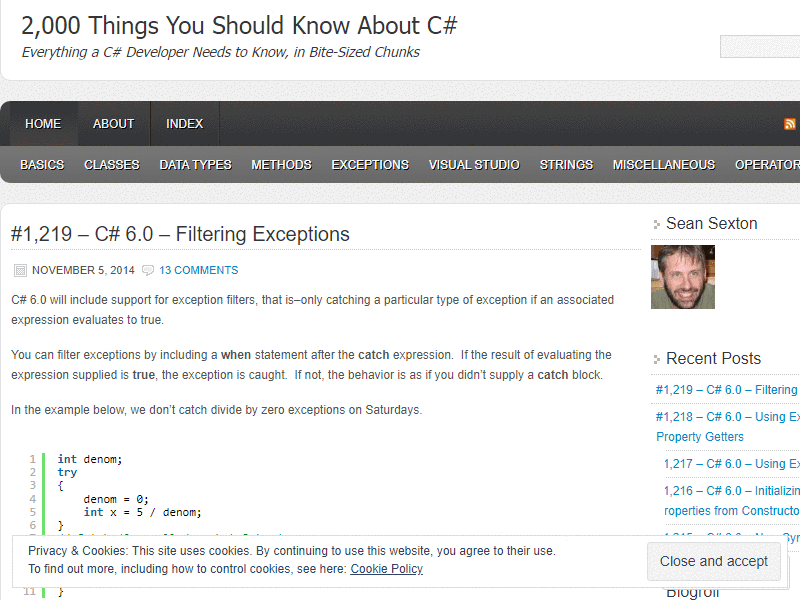 2,000 Things You Should Know About C#
Everything a C# Developer Needs to Know, in Bite-Sized Chunks
HOME
ABOUT
INDEX
BASICS
CLASSES
DATA TYPES
METHODS
EXCEPTIONS
VISUAL STUDIO
STRINGS
MISCELLANEOUS
OPERATOR
#1,219 – C# 6.0 – Filtering Exceptions
NOVEMBER 5, 2014
13 COMMENTS
C# 6.0 will include support for exception filters, that is–only catching a particular type of exception if an associated
expression evaluates to true.
You can filter exceptions by including a when statement after the catch expression.  If the result of evaluating the
expression supplied is true, the exception is caught.  If not, the behavior is as if you didn’t supply a catch block.
In the example below, we don’t catch divide by zero exceptions on Saturdays.
1 int denom;
2 try
3 {
4     denom = 0;
5     int x = 5 / denom;
6 }
11 }
Sean Sexton
Recent Posts
#1,219 – C# 6.0 – Filtering
#1,218 – C# 6.0 – Using Ex
Property Getters
1,217 – C# 6.0 – Using Ex
1,216 – C# 6.0 – Initializin
roperties from Constructo
Blogroll
Privacy & Cookies: This site uses cookies. By continuing to use this website, you agree to their use.
To find out more, including how to control cookies, see here: Cookie Policy
Close and accept